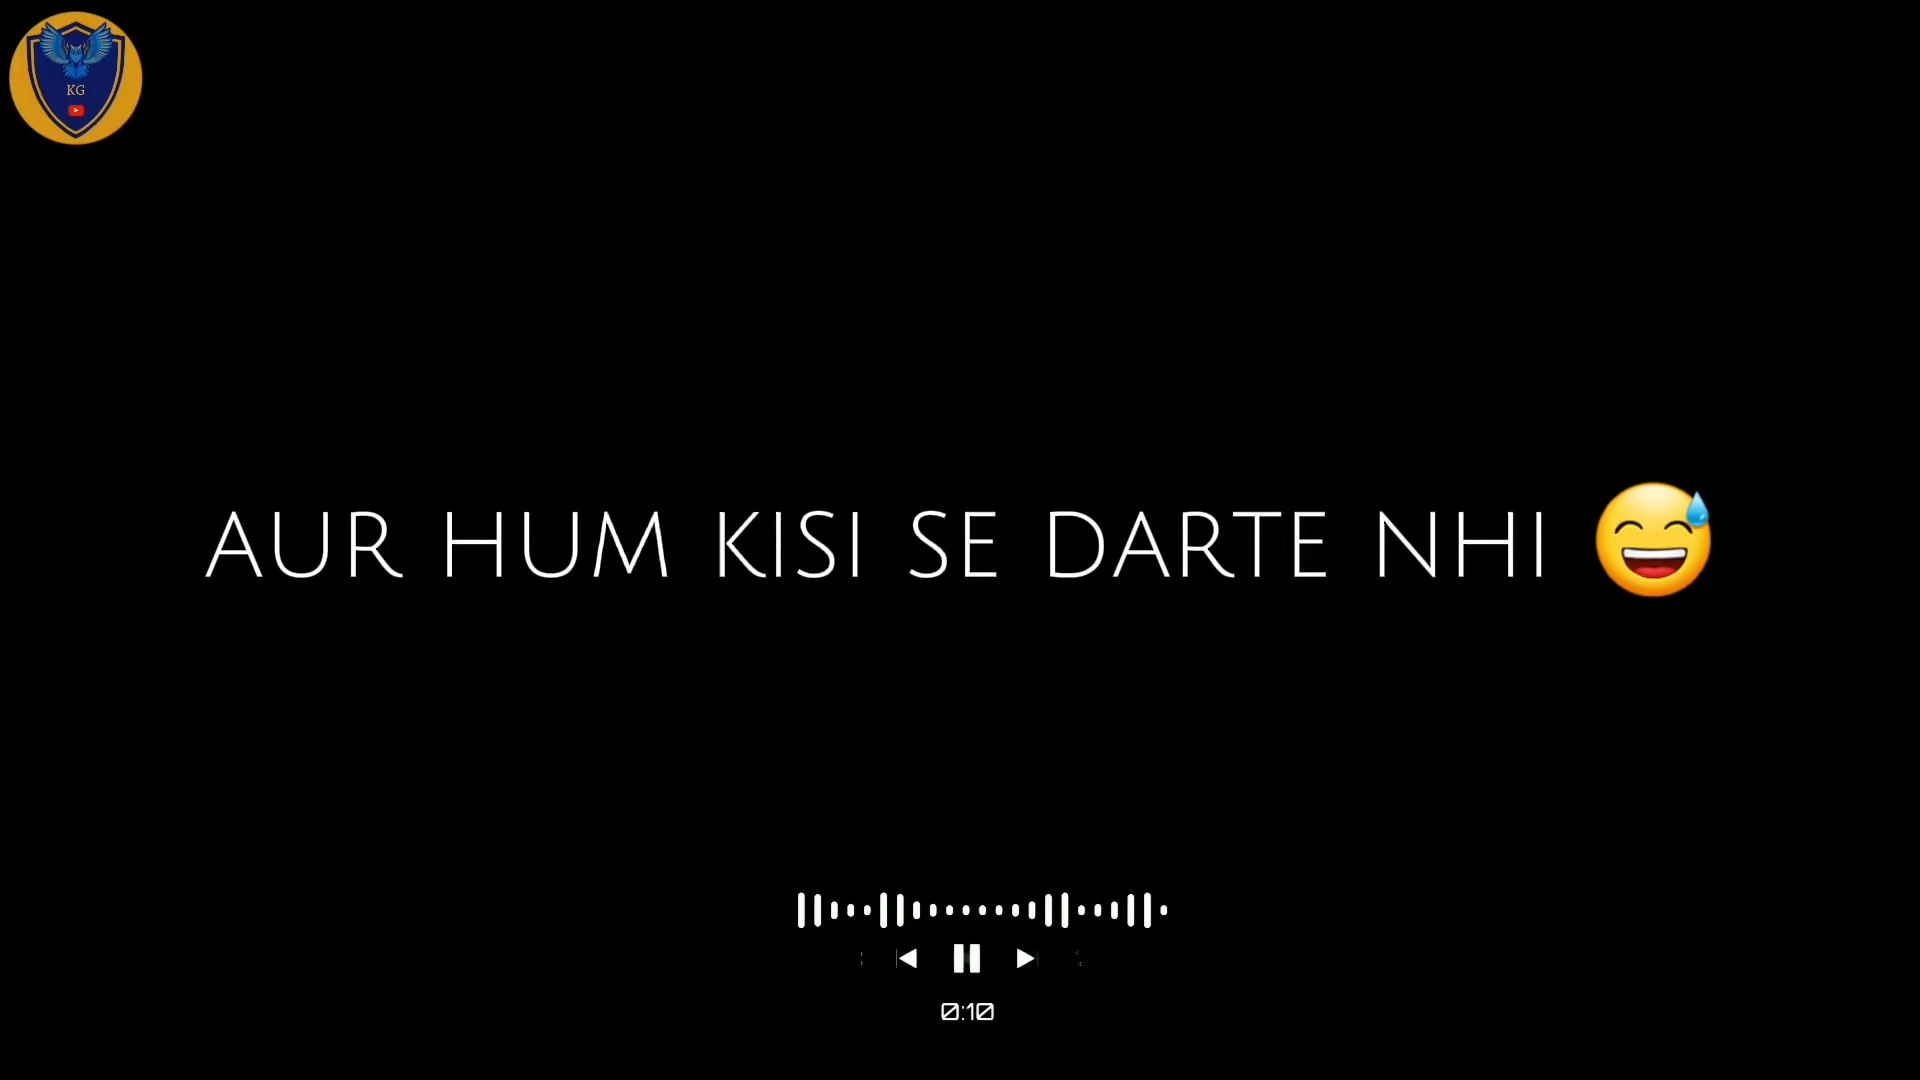 KG
AUR HUM KISI SE DARTE NHI 😅
0:10